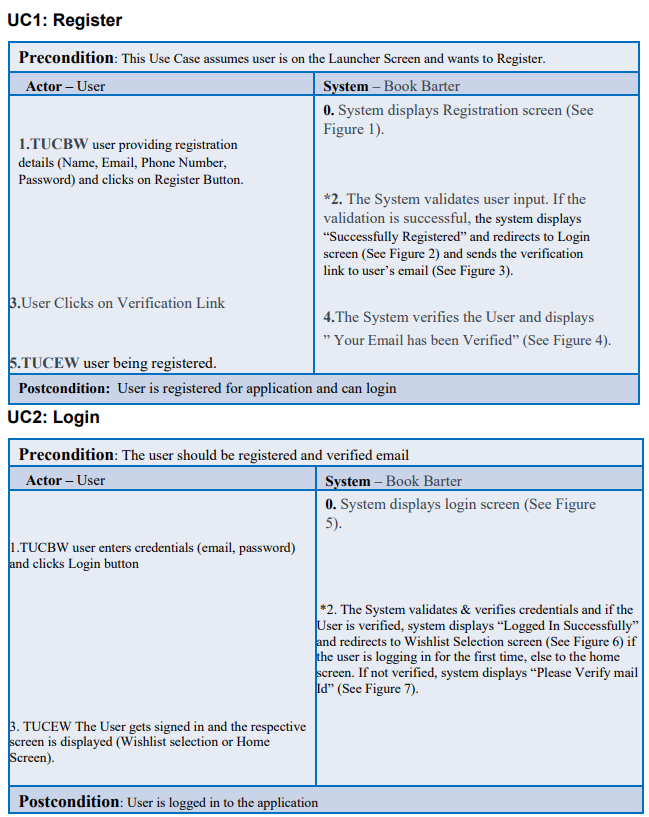 UC1: Register
Precondition: This Use Case assumes user is on the Launcher Screen and wants to Register.
Actor – User
System – Book Barter
0. System displays Registration screen (See
Figure 1).
1.TUCBW user providing registration
details (Name, Email, Phone Number,
Password) and clicks on Register Button.
*2. The System validates user input. If the
validation is successful, the system displays
“Successfully Registered” and redirects to Login
screen (See Figure 2) and sends the verification
link to user’s email (See Figure 3).
3.User Clicks on Verification Link
4.The System verifies the User and displays
” Your Email has been Verified” (See Figure 4).
5.TUCEW user being registered.
Postcondition: User is registered for application and can login
UC2: Login
Precondition: The user should be registered and verified email
Actor – User
System – Book Barter
0. System displays login screen (See Figure
5).
1.TUCBW user enters credentials (email, password)
and clicks Login button
*2. The System validates & verifies credentials and if the
User is verified, system displays “Logged In Successfully”
and redirects to Wishlist Selection screen (See Figure 6) if
the user is logging in for the first time, else to the home
screen. If not verified, system displays “Please Verify mail
Id” (See Figure 7).
3. TUCEW The User gets signed in and the respective
screen is displayed (Wishlist selection or Home
Screen).
Postcondition: User is logged in to the application